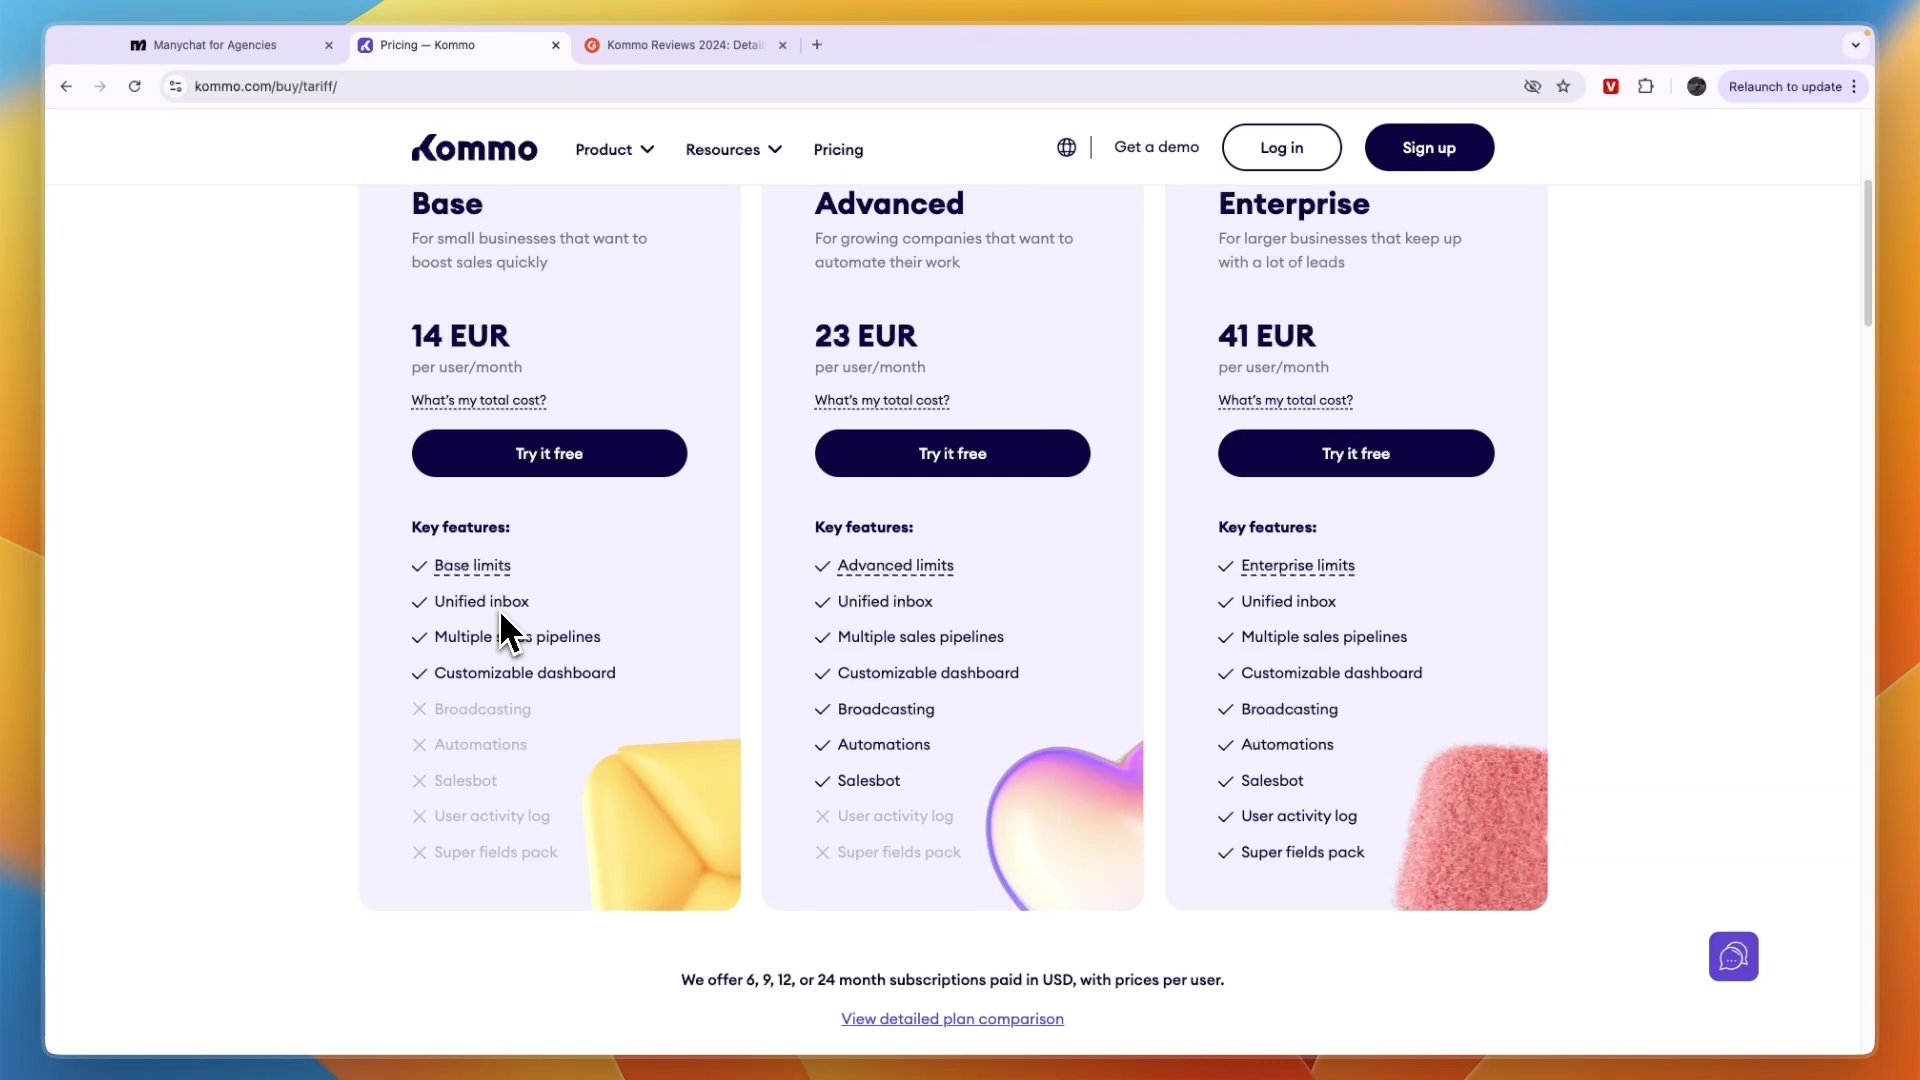 Manychat for Agencies
Pricing — Kommo
Kommo Reviews 2024: Detail
kommo.com/buy/tariff/
Relaunch to update
Kommo
Product
Resources
Pricing
Get a demo
Log in
Sign up
Base
For small businesses that want to
boost sales quickly
14 EUR
per user/month
What's my total cost?
Try it free
Key features:
Base limits
Unified inbox
Multiple sales pipelines
Customizable dashboard
Broadcasting
Automations
Salesbot
User activity log
Super fields pack
Advanced
For growing companies that want to
automate their work
23 EUR
per user/month
What's my total cost?
Try it free
Key features:
Advanced limits
Unified inbox
Multiple sales pipelines
Customizable dashboard
Broadcasting
Automations
Salesbot
User activity log
Super fields pack
Enterprise
For larger businesses that keep up
with a lot of leads
41 EUR
per user/month
What's my total cost?
Try it free
Key features:
Enterprise limits
Unified inbox
Multiple sales pipelines
Customizable dashboard
Broadcasting
Automations
Salesbot
User activity log
Super fields pack
We offer 6, 9, 12, or 24 month subscriptions paid in USD, with prices per user.
View detailed plan comparison